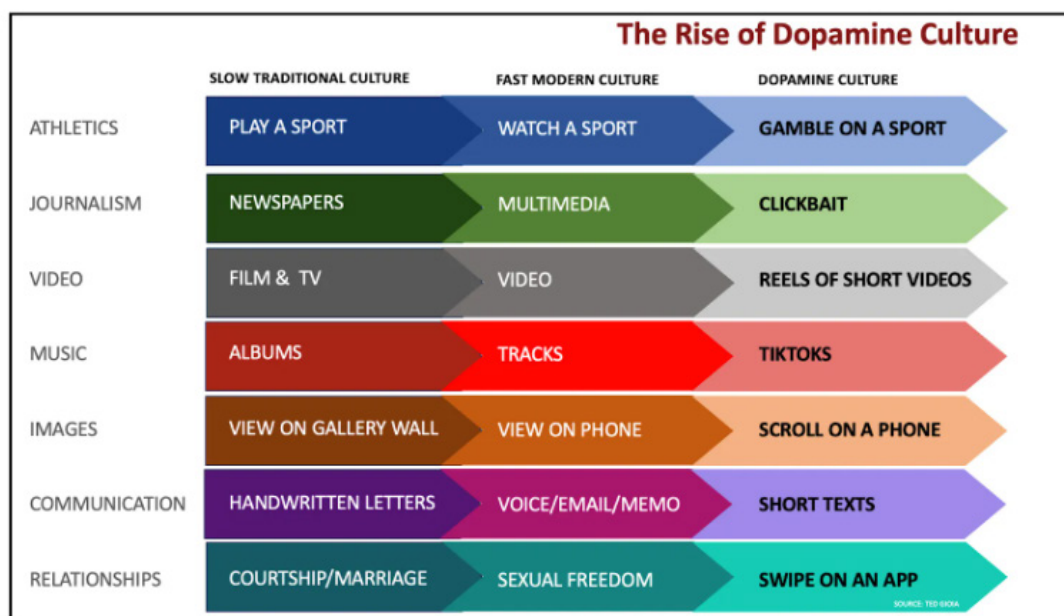 The Rise of Dopamine Culture
SLOW TRADITIONAL CULTURE FAST MODERN CULTURE DOPAMINE CULTURE
ATHLETICS PLAY A SPORT WATCH A SPORT GAMBLE ON A SPORT
JOURNALISM NEWSPAPERS MULTIMEDIA CLICKBAIT
VIDEO FILM & TV VIDEO REELS OF SHORT VIDEOS
MUSIC ALBUMS TRACKS TIKTOKS
IMAGES VIEW ON GALLERY WALL VIEW ON PHONE SCROLL ON A PHONE
COMMUNICATION HANDWRITTEN LETTERS VOICE/EMAIL/MEMO SHORT TEXTS
RELATIONSHIPS COURTSHIP/MARRIAGE SEXUAL FREEDOM SWIPE ON AN APP
SOURCE: TED GIOIA